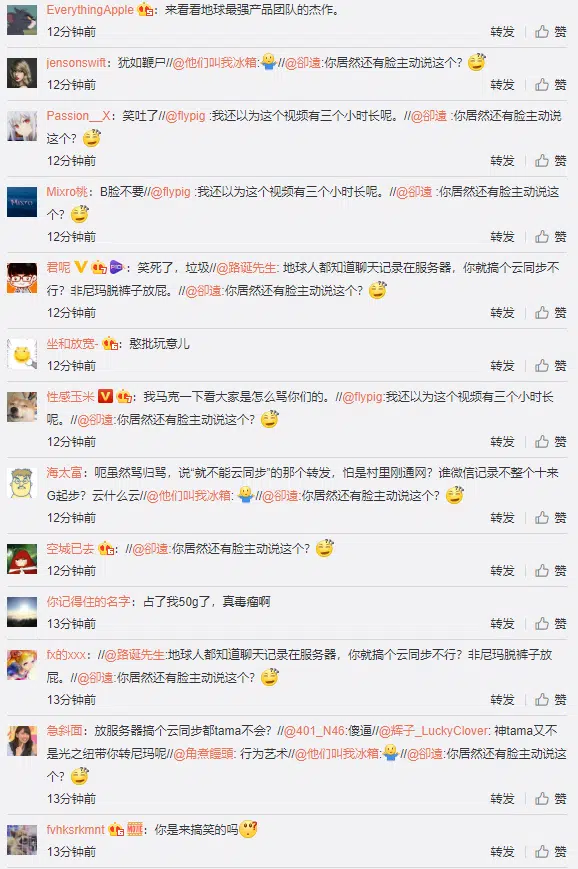 EverythingApple：来看看地球最强产品团队的杰作。
12分钟前 转发 赞
jensonswift：犹如鞭尸//@他们叫我冰箱://@卻遠:你居然还有脸主动说这个？
12分钟前 转发 赞
Passion__X：笑吐了//@flypig :我还以为这个视频有三个小时长呢。//@卻遠 :你居然还有脸主动说
这个？
12分钟前 转发 赞
Mixro桃：B脸不要//@flypig :我还以为这个视频有三个小时长呢。//@卻遠 :你居然还有脸主动说这
个？
12分钟前 转发 赞
君呢：笑死了，垃圾//@路诞先生: 地球人都知道聊天记录在服务器，你就搞个云同步不
行？非尼玛脱裤子放屁。//@卻遠:你居然还有脸主动说这个？
12分钟前 转发 赞
坐和放宽-：憨批玩意儿
12分钟前 转发 赞
性感玉米：我马克一下看大家是怎么骂你们的。//@flypig:我还以为这个视频有三个小时长
呢。//@卻遠:你居然还有脸主动说这个？
12分钟前 转发 赞
海太富：呃虽然骂归骂，说“就不能云同步”的那个转发，怕是村里刚通网？谁微信记录不整个十来
G起步？云什么云//@他们叫我冰箱: //@卻遠:你居然还有脸主动说这个？
12分钟前 转发 赞
空城已去：//@卻遠:你居然还有脸主动说这个？
12分钟前 转发 赞
你记得住的名字：占了我50g了，真毒瘤啊
13分钟前 转发 赞
fx的xxx：//@路诞先生:地球人都知道聊天记录在服务器，你就搞个云同步不行？非尼玛脱裤子放
屁。//@卻遠:你居然还有脸主动说这个？
13分钟前 转发 赞
急斜面：放服务器搞个云同步都tama不会？//@401_N46:傻逼//@辉子_LuckyClover: 神tama又不
是光之纽带你转尼玛呢//@角煮饅頭: 行为艺术//@他们叫我冰箱://@卻遠:你居然还有脸主动说这
个？
13分钟前 转发 赞
fvhksrkmnt：你是来搞笑的吗
13分钟前 转发 赞